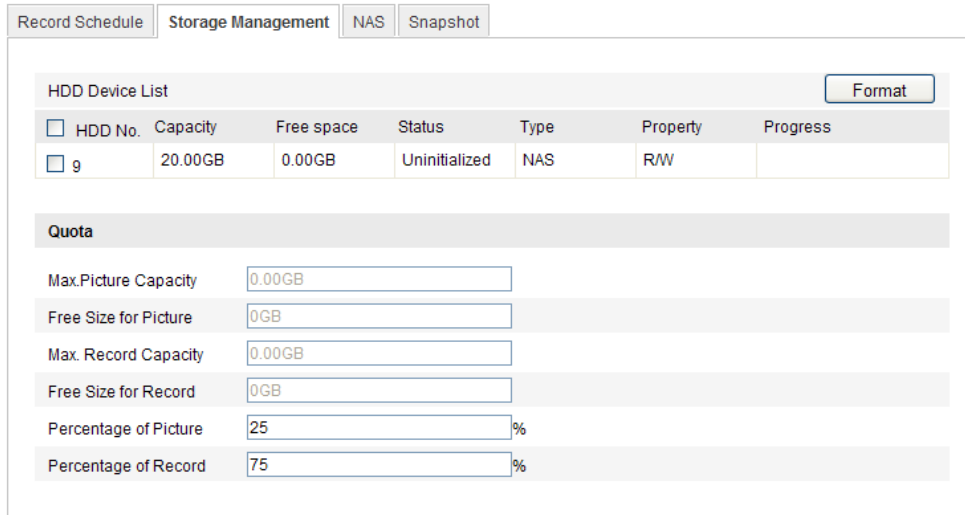 Record Schedule Storage Management NAS Snapshot
HDD Device List Format
HDD No. Capacity Free space Status Type Property Progress
9 20.00GB 0.00GB Uninitialized NAS R/W
Quota
Max.Picture Capacity 0.00GB
Free Size for Picture 0GB
Max. Record Capacity 0.00GB
Free Size for Record 0GB
Percentage of Picture 25 %
Percentage of Record 75 %